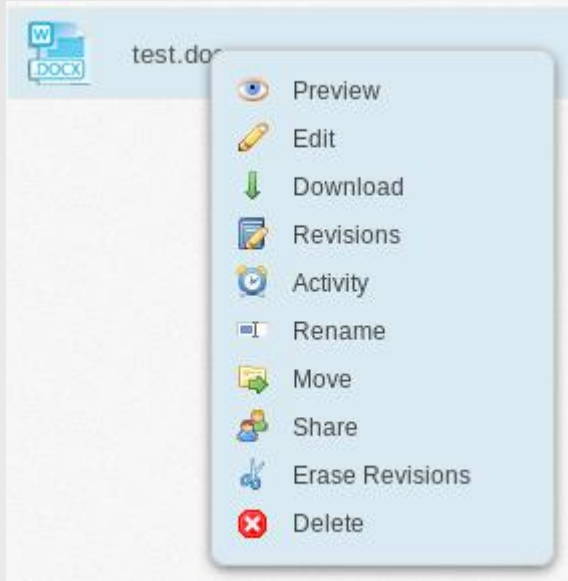 W
.DOCX
test.doc
Preview
Edit
Download
Revisions
Activity
Rename
Move
Share
Erase Revisions
Delete